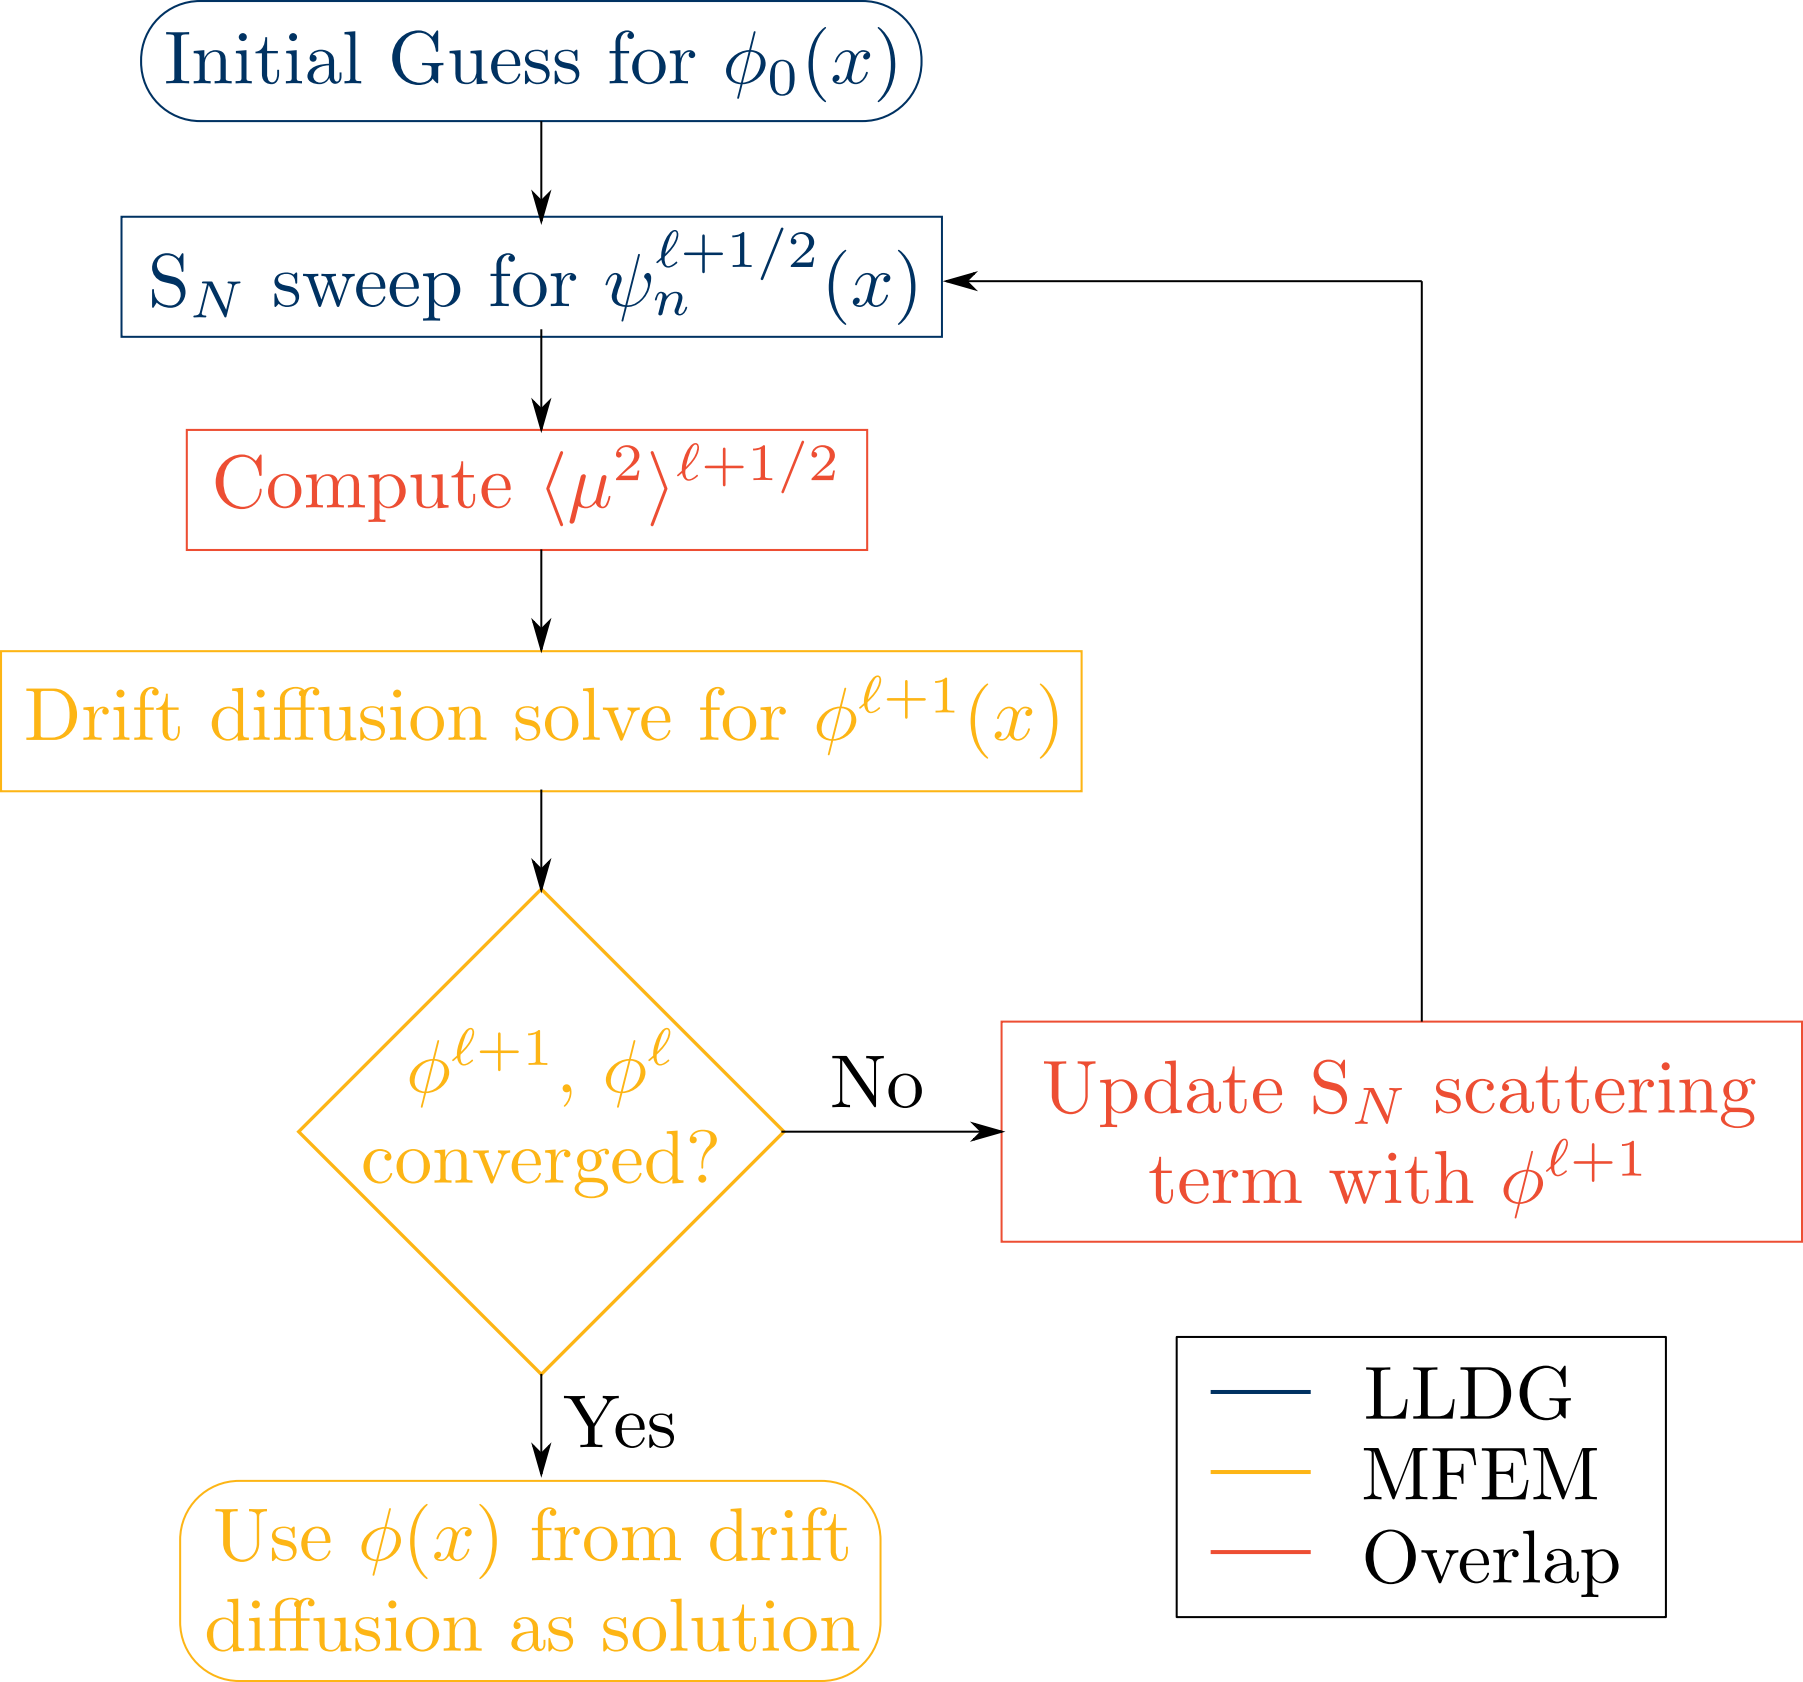 Initial Guess for ϕ₀(x)
S_N sweep for ψ_n^{ℓ+1/2}(x)
Compute ⟨μ²⟩^{ℓ+1/2}
Drift diffusion solve for ϕ^{ℓ+1}(x)
ϕ^{ℓ+1}, ϕ^ℓ
converged?
No
Update S_N scattering
term with ϕ^{ℓ+1}
Yes
Use ϕ(x) from drift
diffusion as solution
LLDG
MFEM
Overlap